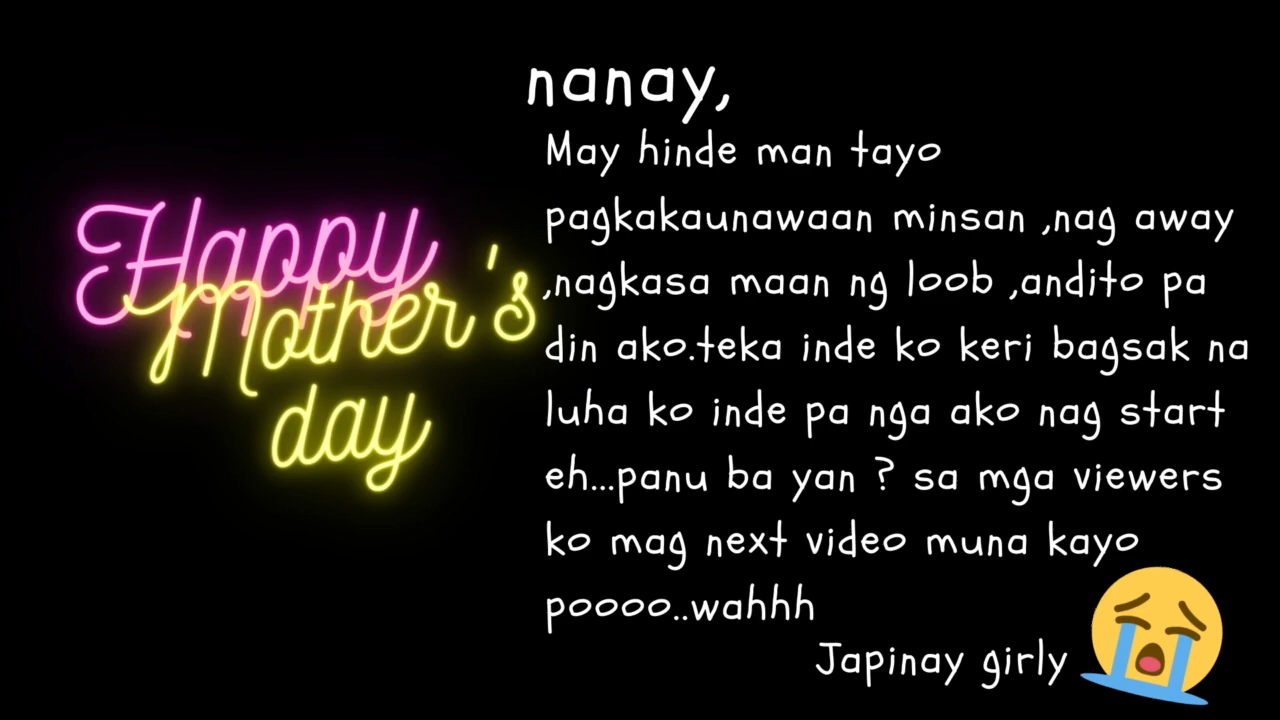 Happy
Mother's
day
nanay,
May hinde man tayo
pagkakaunawaan minsan ,nag away
,nagkasa maan ng loob ,andito pa
din ako.teka inde ko keri bagsak na
luha ko inde pa nga ako nag start
eh...panu ba yan ? sa mga viewers
ko mag next video muna kayo
poooo..wahhh
Japinay girly